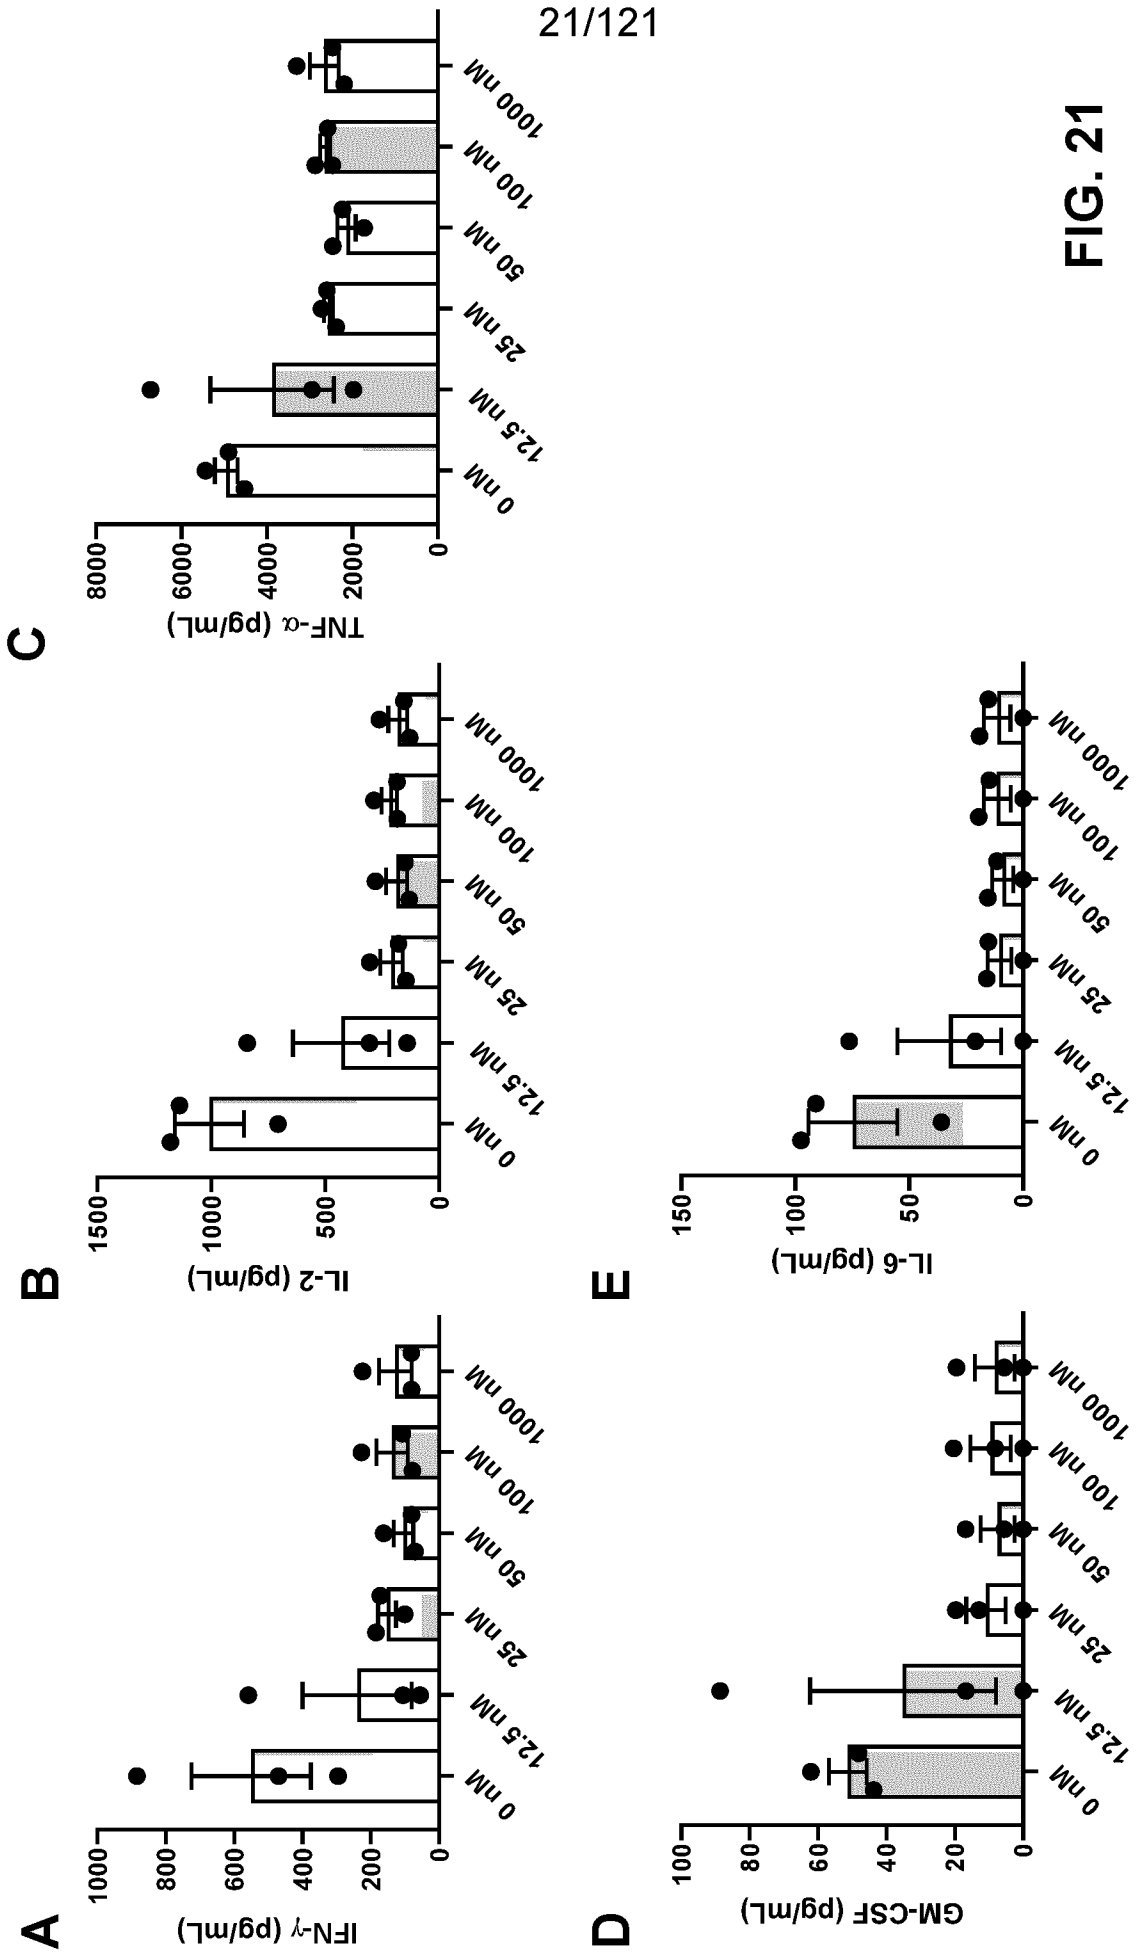 21/121
A
IFN-γ (pg/mL)
1000
800
600
400
200
0
0 nM
12.5 nM
25 nM
50 nM
100 nM
1000 nM
B
IL-2 (pg/mL)
1500
1000
500
0
0 nM
12.5 nM
25 nM
50 nM
100 nM
1000 nM
C
TNF-α (pg/mL)
8000
6000
4000
2000
0
0 nM
12.5 nM
25 nM
50 nM
100 nM
1000 nM
D
GM-CSF (pg/mL)
100
80
60
40
20
0
0 nM
12.5 nM
25 nM
50 nM
100 nM
1000 nM
E
IL-6 (pg/mL)
150
100
50
0
0 nM
12.5 nM
25 nM
50 nM
100 nM
1000 nM
FIG. 21